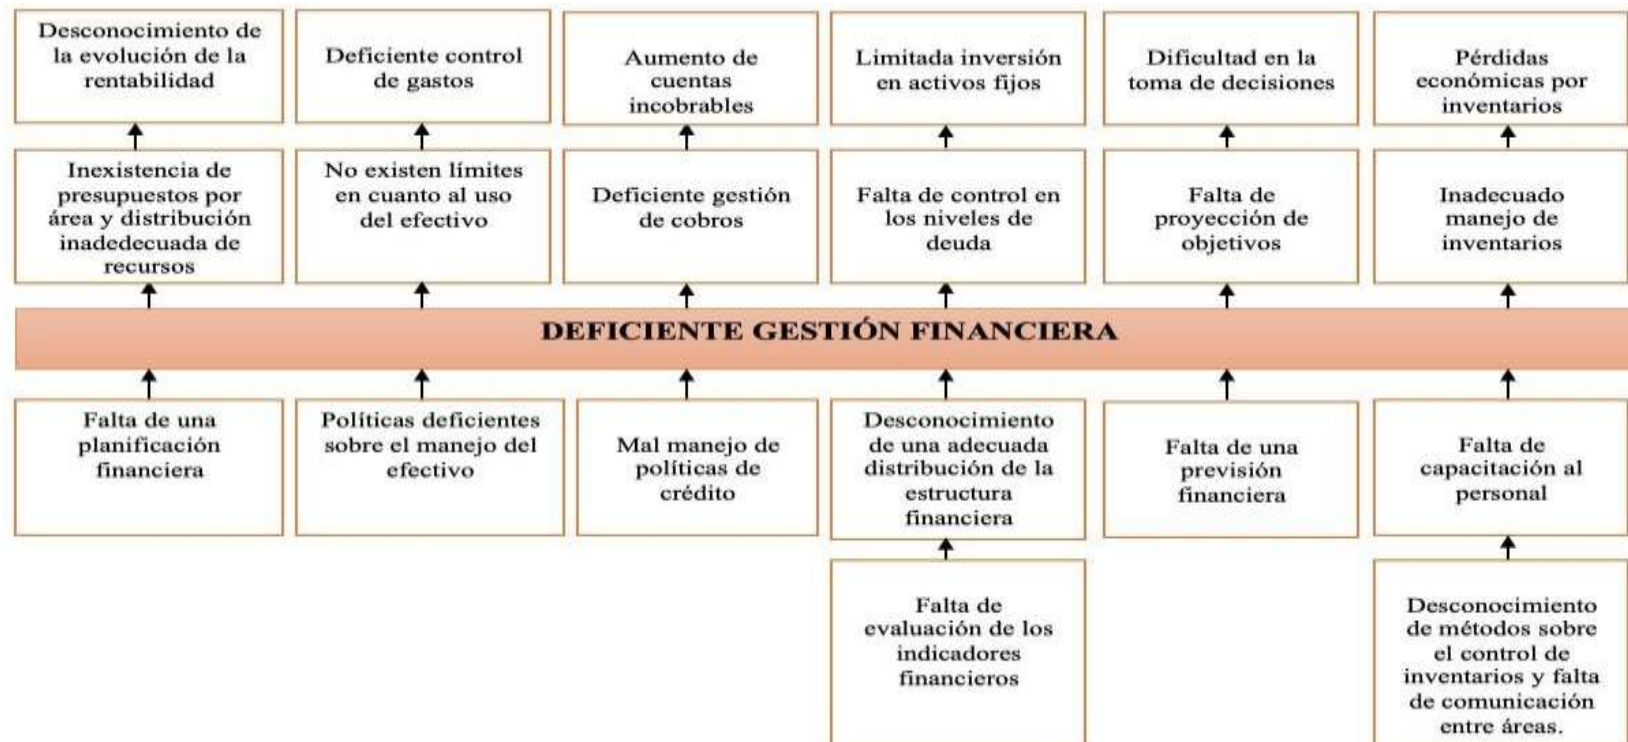 Desconocimiento de
la evolución de la
rentabilidad
Deficiente control
de gastos
Aumento de
cuentas
incobrables
Limitada inversión
en activos fijos
Dificultad en la
toma de decisiones
Pérdidas
económicas por
inventarios
Inexistencia de
presupuestos por
área y distribución
inadedecuada de
recursos
No existen límites
en cuanto al uso
del efectivo
Deficiente gestión
de cobros
Falta de control en
los niveles de
deuda
Falta de
proyección de
objetivos
Inadecuado
manejo de
inventarios
DEFICIENTE GESTIÓN FINANCIERA
Falta de una
planificación
financiera
Políticas deficientes
sobre el manejo del
efectivo
Mal manejo de
políticas de
crédito
Desconocimiento
de una adecuada
distribución de la
estructura
financiera
Falta de una
previsión
financiera
Falta de
capacitación al
personal
Falta de
evaluación de los
indicadores
financieros
Desconocimiento
de métodos sobre
el control de
inventarios y falta
de comunicación
entre áreas.